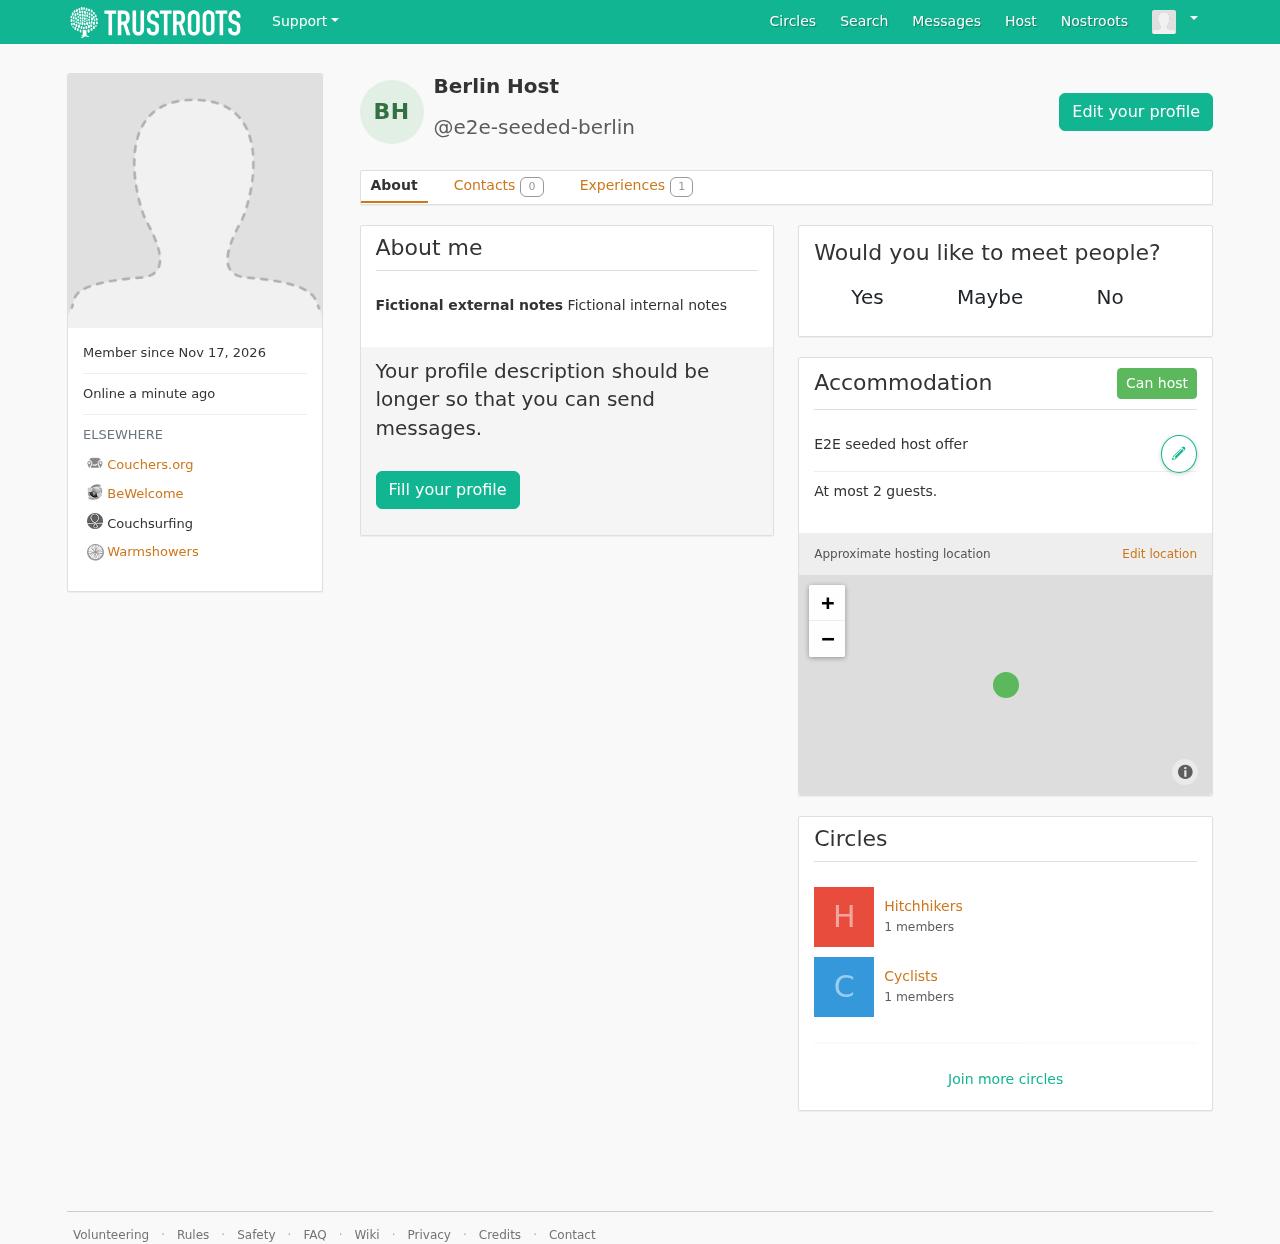 TRUSTROOTS Support Circles Search Messages Host Nostroots
BH Berlin Host
@e2e-seeded-berlin
Edit your profile
About Contacts 0 Experiences 1
Member since Nov 17, 2026
Online a minute ago
ELSEWHERE
Couchers.org
BeWelcome
Couchsurfing
Warmshowers
About me
Fictional external notes Fictional internal notes
Your profile description should be
longer so that you can send
messages.
Fill your profile
Would you like to meet people?
Yes Maybe No
Accommodation Can host
E2E seeded host offer
At most 2 guests.
Approximate hosting location Edit location
+
−
Circles
H Hitchhikers
1 members
C Cyclists
1 members
Join more circles
Volunteering · Rules · Safety · FAQ · Wiki · Privacy · Credits · Contact